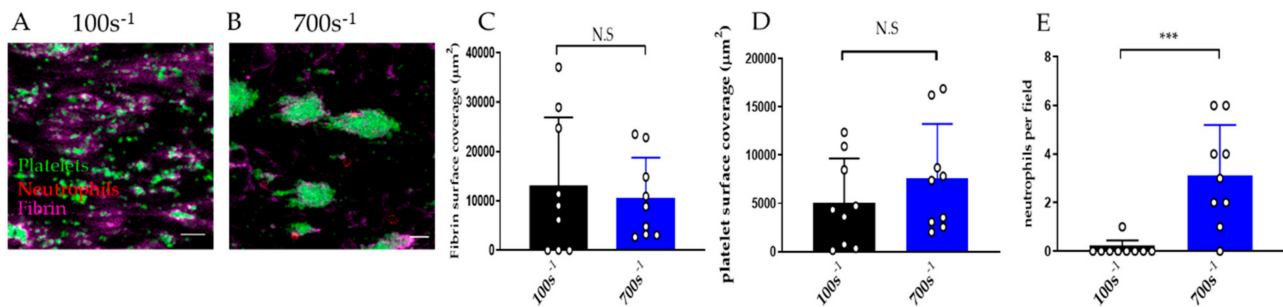 A 100s⁻¹
B 700s⁻¹
Platelets
Neutrophils
Fibrin
C
N.S
Fibrin surface coverage (µm²)
40000
30000
20000
10000
0
100s⁻¹
700s⁻¹
D
N.S
platelet surface coverage (µm²)
20000
15000
10000
5000
0
100s⁻¹
700s⁻¹
E
***
neutrophils per field
8
6
4
2
0
100s⁻¹
700s⁻¹